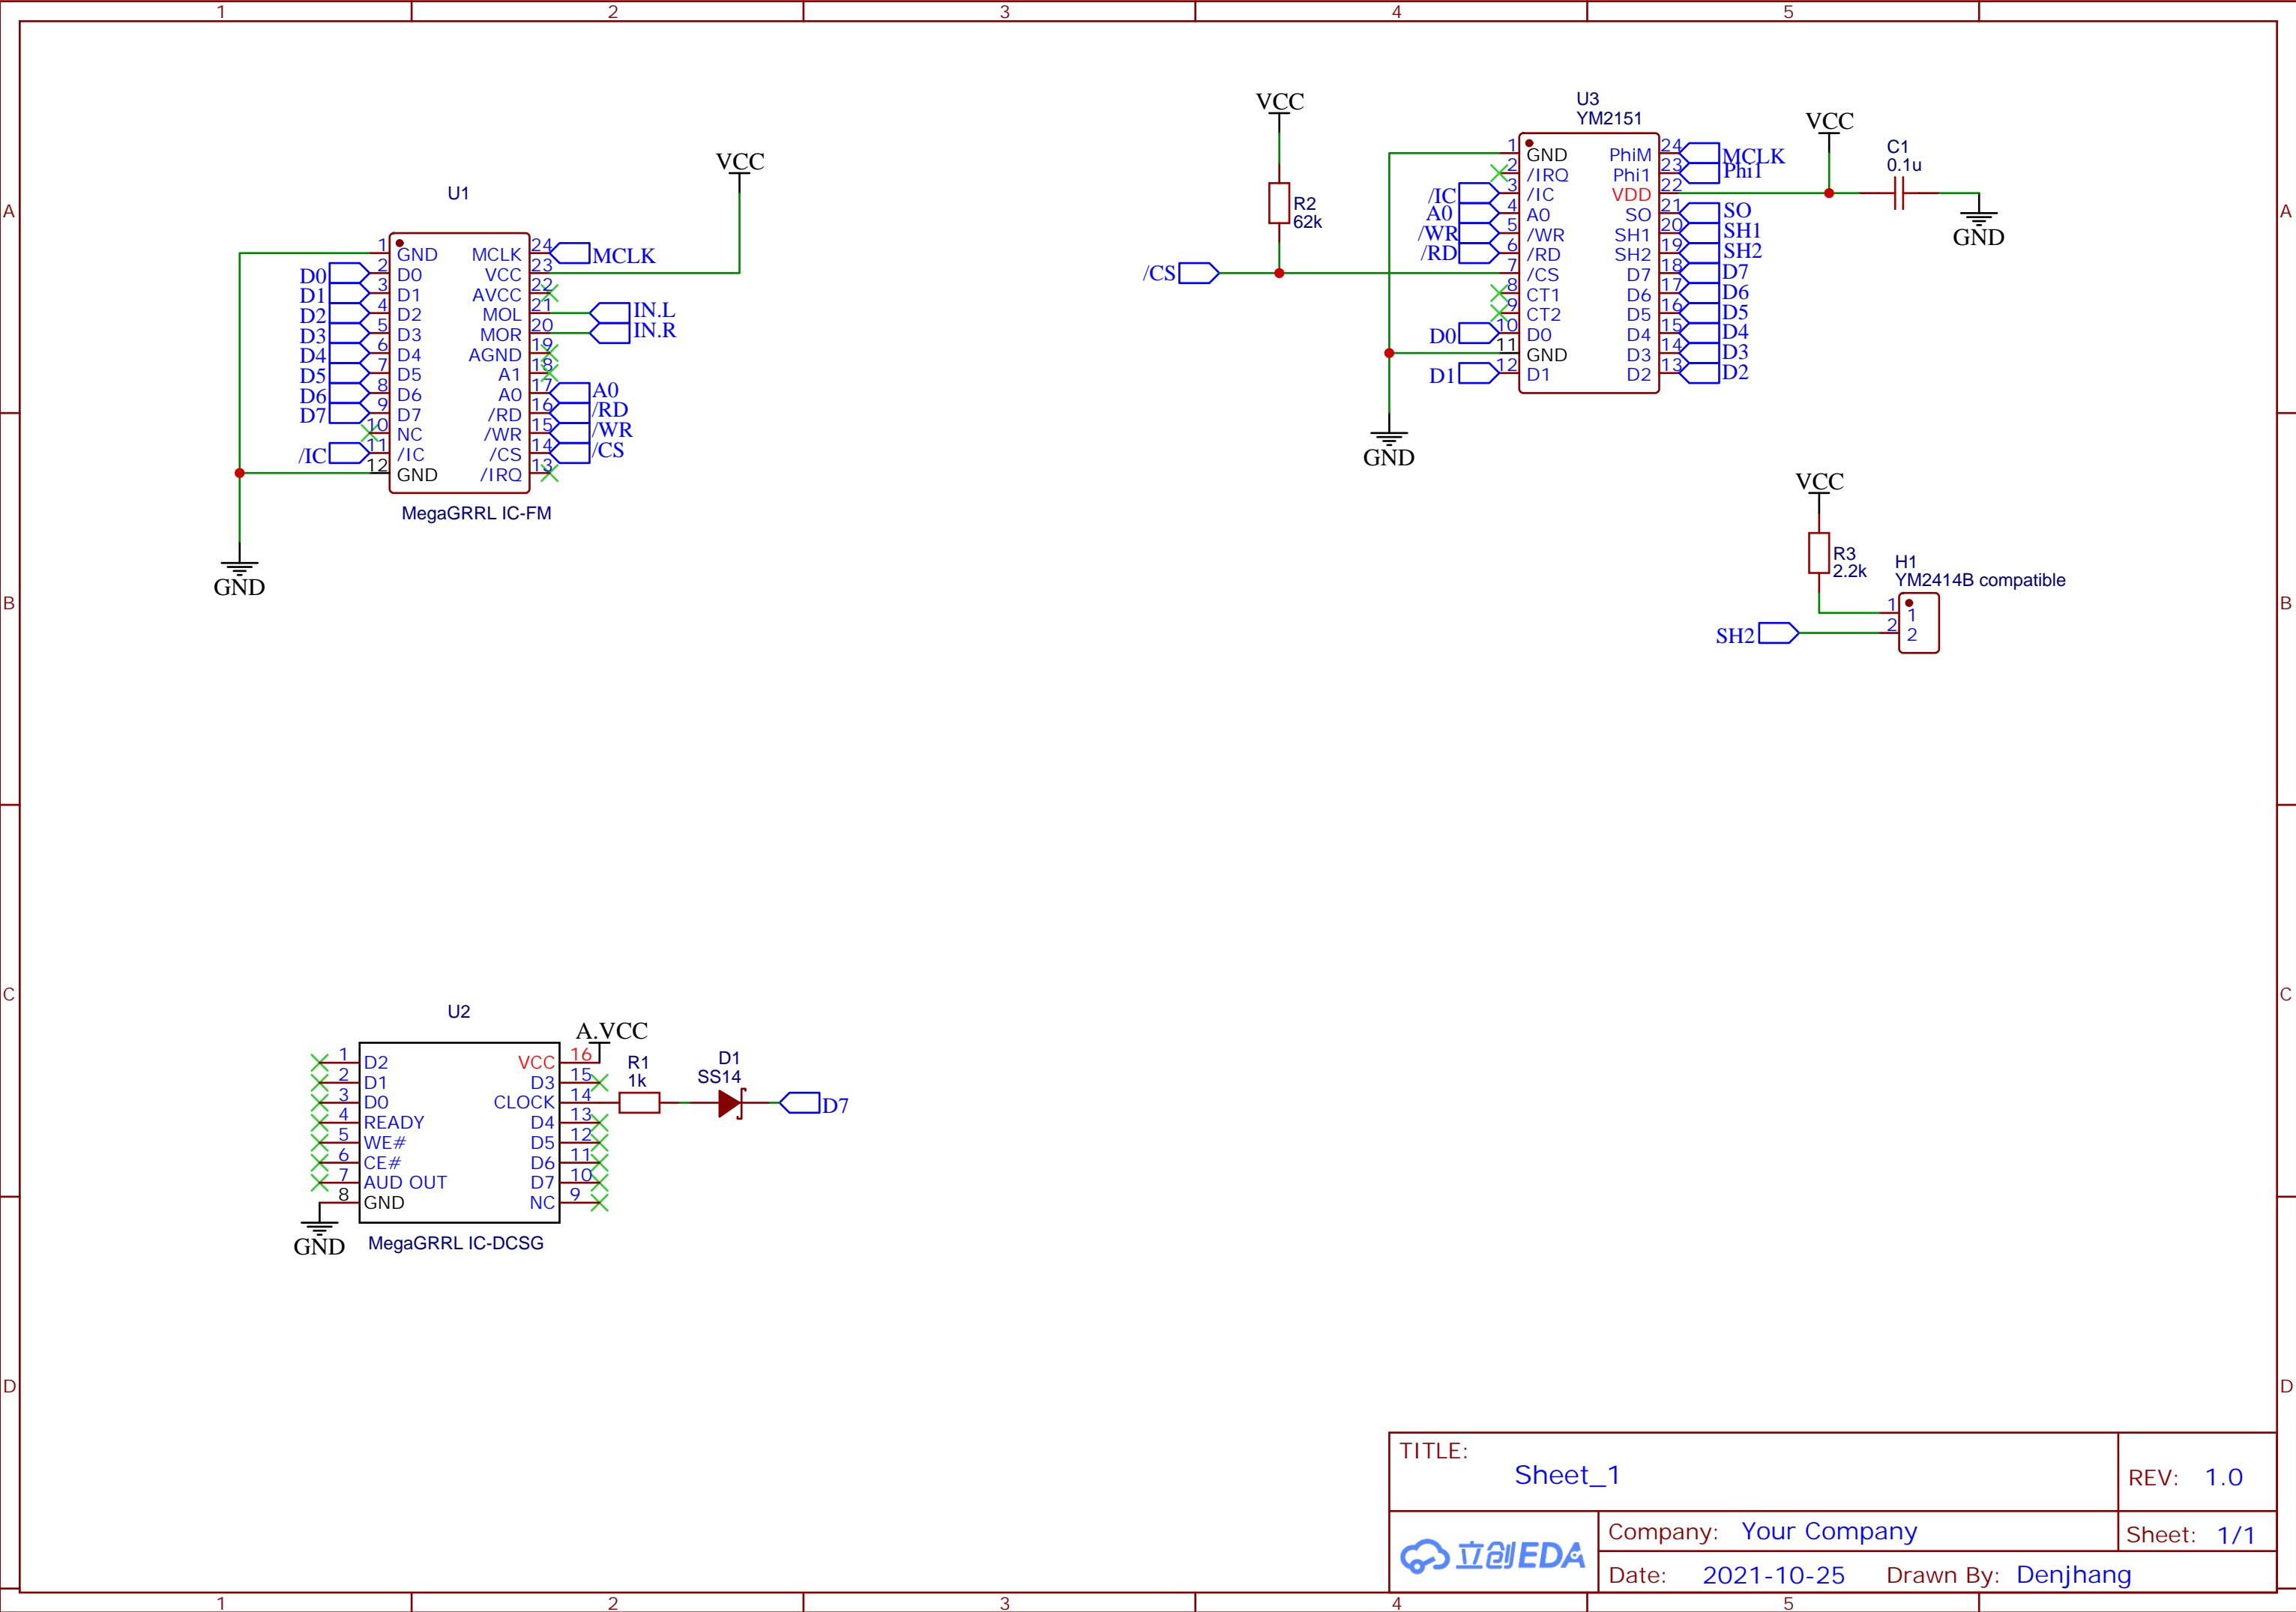 1 2 3 4 5
A
B
C
D
U1
VCC
1 GND MCLK 24 MCLK
D0 2 D0 VCC 23
D1 3 D1 AVCC 22
D2 4 D2 MOL 21 IN.L
D3 5 D3 MOR 20 IN.R
D4 6 D4 AGND 19
D5 7 D5 A1 18
D6 8 D6 A0 17 A0
D7 9 D7 /RD 16 /RD
10 NC /WR 15 /WR
/IC 11 /IC /CS 14 /CS
12 GND /IRQ 13
MegaGRRL IC-FM
GND
VCC
R2
62k
/CS
U3
YM2151
1 GND PhiM 24 MCLK
2 /IRQ Phi1 23 Phi1
/IC 3 /IC VDD 22
A0 4 A0 SO 21 SO
/WR 5 /WR SH1 20 SH1
/RD 6 /RD SH2 19 SH2
7 /CS D7 18 D7
8 CT1 D6 17 D6
9 CT2 D5 16 D5
D0 10 D0 D4 15 D4
11 GND D3 14 D3
D1 12 D1 D2 13 D2
GND
VCC
C1
0.1u
GND
VCC
R3
2.2k
H1
YM2414B compatible
1 1
SH2 2 2
U2
A.VCC
1 D2 VCC 16
2 D1 D3 15
3 D0 CLOCK 14
4 READY D4 13
5 WE# D5 12
6 CE# D6 11
7 AUD OUT D7 10
8 GND NC 9
GND
MegaGRRL IC-DCSG
R1
1k
D1
SS14
D7
TITLE:
Sheet_1
REV: 1.0
立创EDA
Company: Your Company
Sheet: 1/1
Date: 2021-10-25 Drawn By: Denjhang
A
B
C
D
1 2 3 4 5